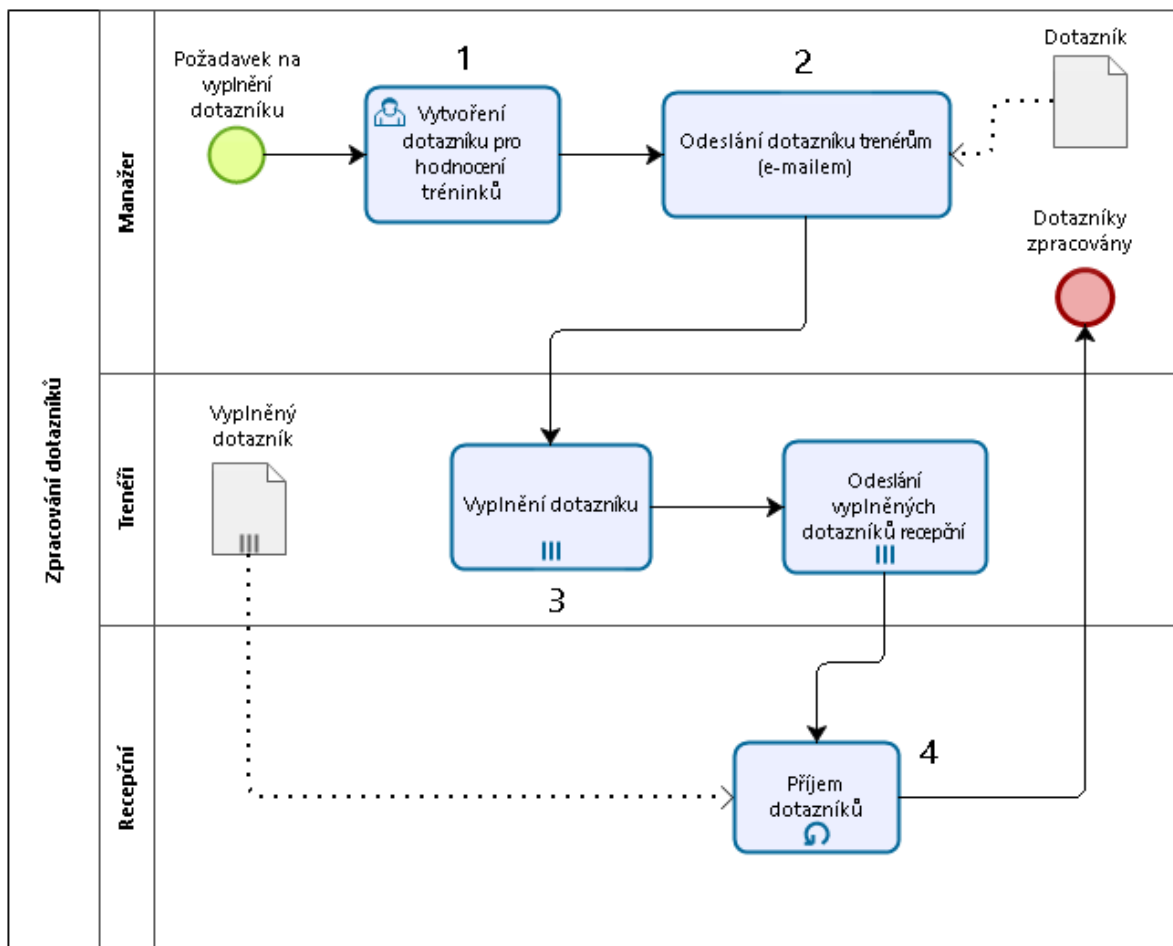 Zpracování dotazníků
Manažer
Požadavek na
vyplnění
dotazníku
1
Vytvoření
dotazníku pro
hodnocení
tréninků
2
Odeslání dotazníku trenérům
(e-mailem)
Dotazník
Dotazníky
zpracovány
Trenéři
Vyplněný
dotazník
Vyplnění dotazníku
3
Odeslání
vyplněných
dotazníků recepční
Recepční
Příjem
dotazníků
4